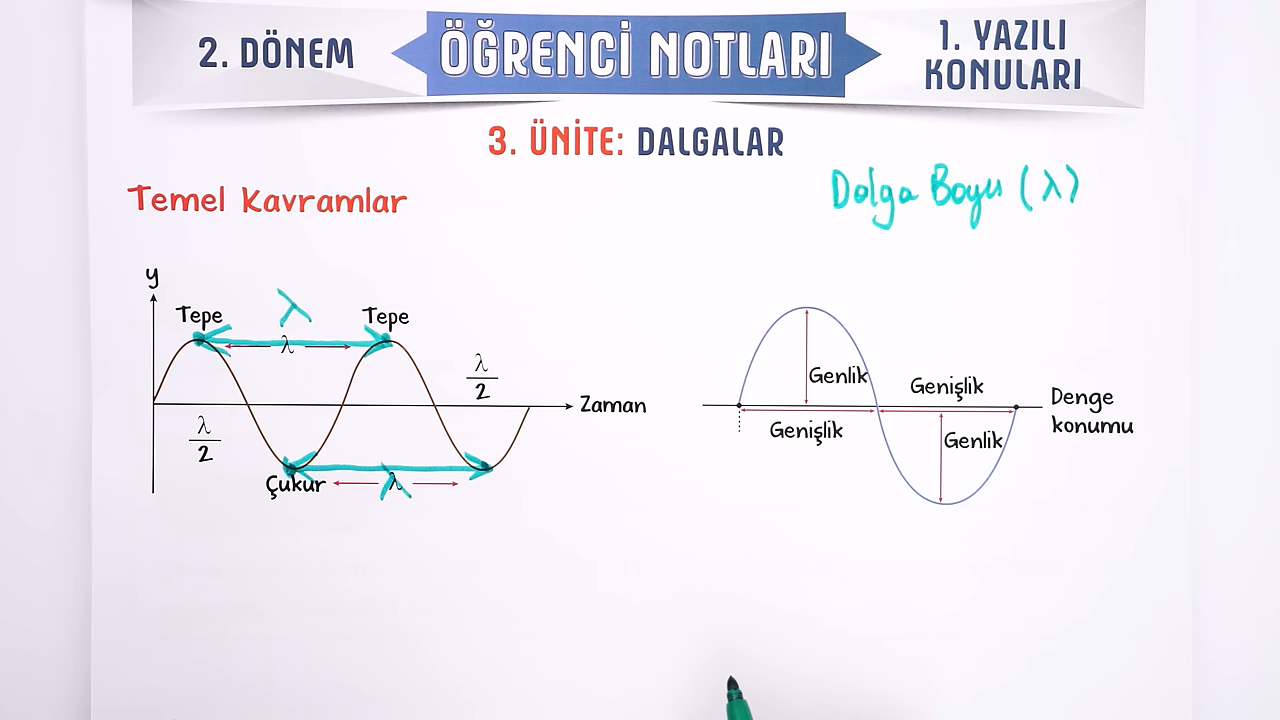 2. DÖNEM
ÖĞRENCİ NOTLARI
1. YAZILI
KONULARI
3. ÜNİTE: DALGALAR
Temel Kavramlar
Dalga Boyu (λ)
y
Tepe
λ
Tepe
λ
λ
2
Zaman
λ
2
Çukur
λ
Genlik
Genişlik
Denge
konumu
Genişlik
Genlik